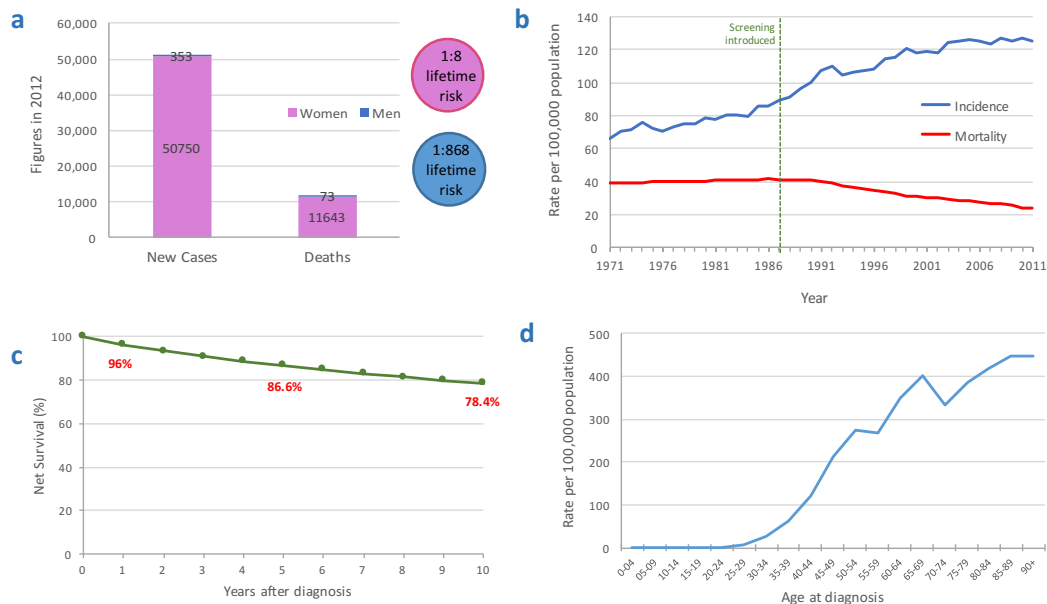 a
60,000
50,000
40,000
30,000
20,000
10,000
0
Figures in 2012
353
50750
73
11643
New Cases
Deaths
Women
Men
1:8
lifetime
risk
1:868
lifetime
risk
b
140
120
100
80
60
40
20
0
Rate per 100,000 population
Screening
introduced
Incidence
Mortality
1971 1976 1981 1986 1991 1996 2001 2006 2011
Year
c
100
80
60
40
20
0
Net Survival (%)
96%
86.6%
78.4%
0 1 2 3 4 5 6 7 8 9 10
Years after diagnosis
d
500
400
300
200
100
0
Rate per 100,000 population
0-04 05-09 10-14 15-19 20-24 25-29 30-34 35-39 40-44 45-49 50-54 55-59 60-64 65-69 70-74 75-79 80-84 85-89 90+
Age at diagnosis